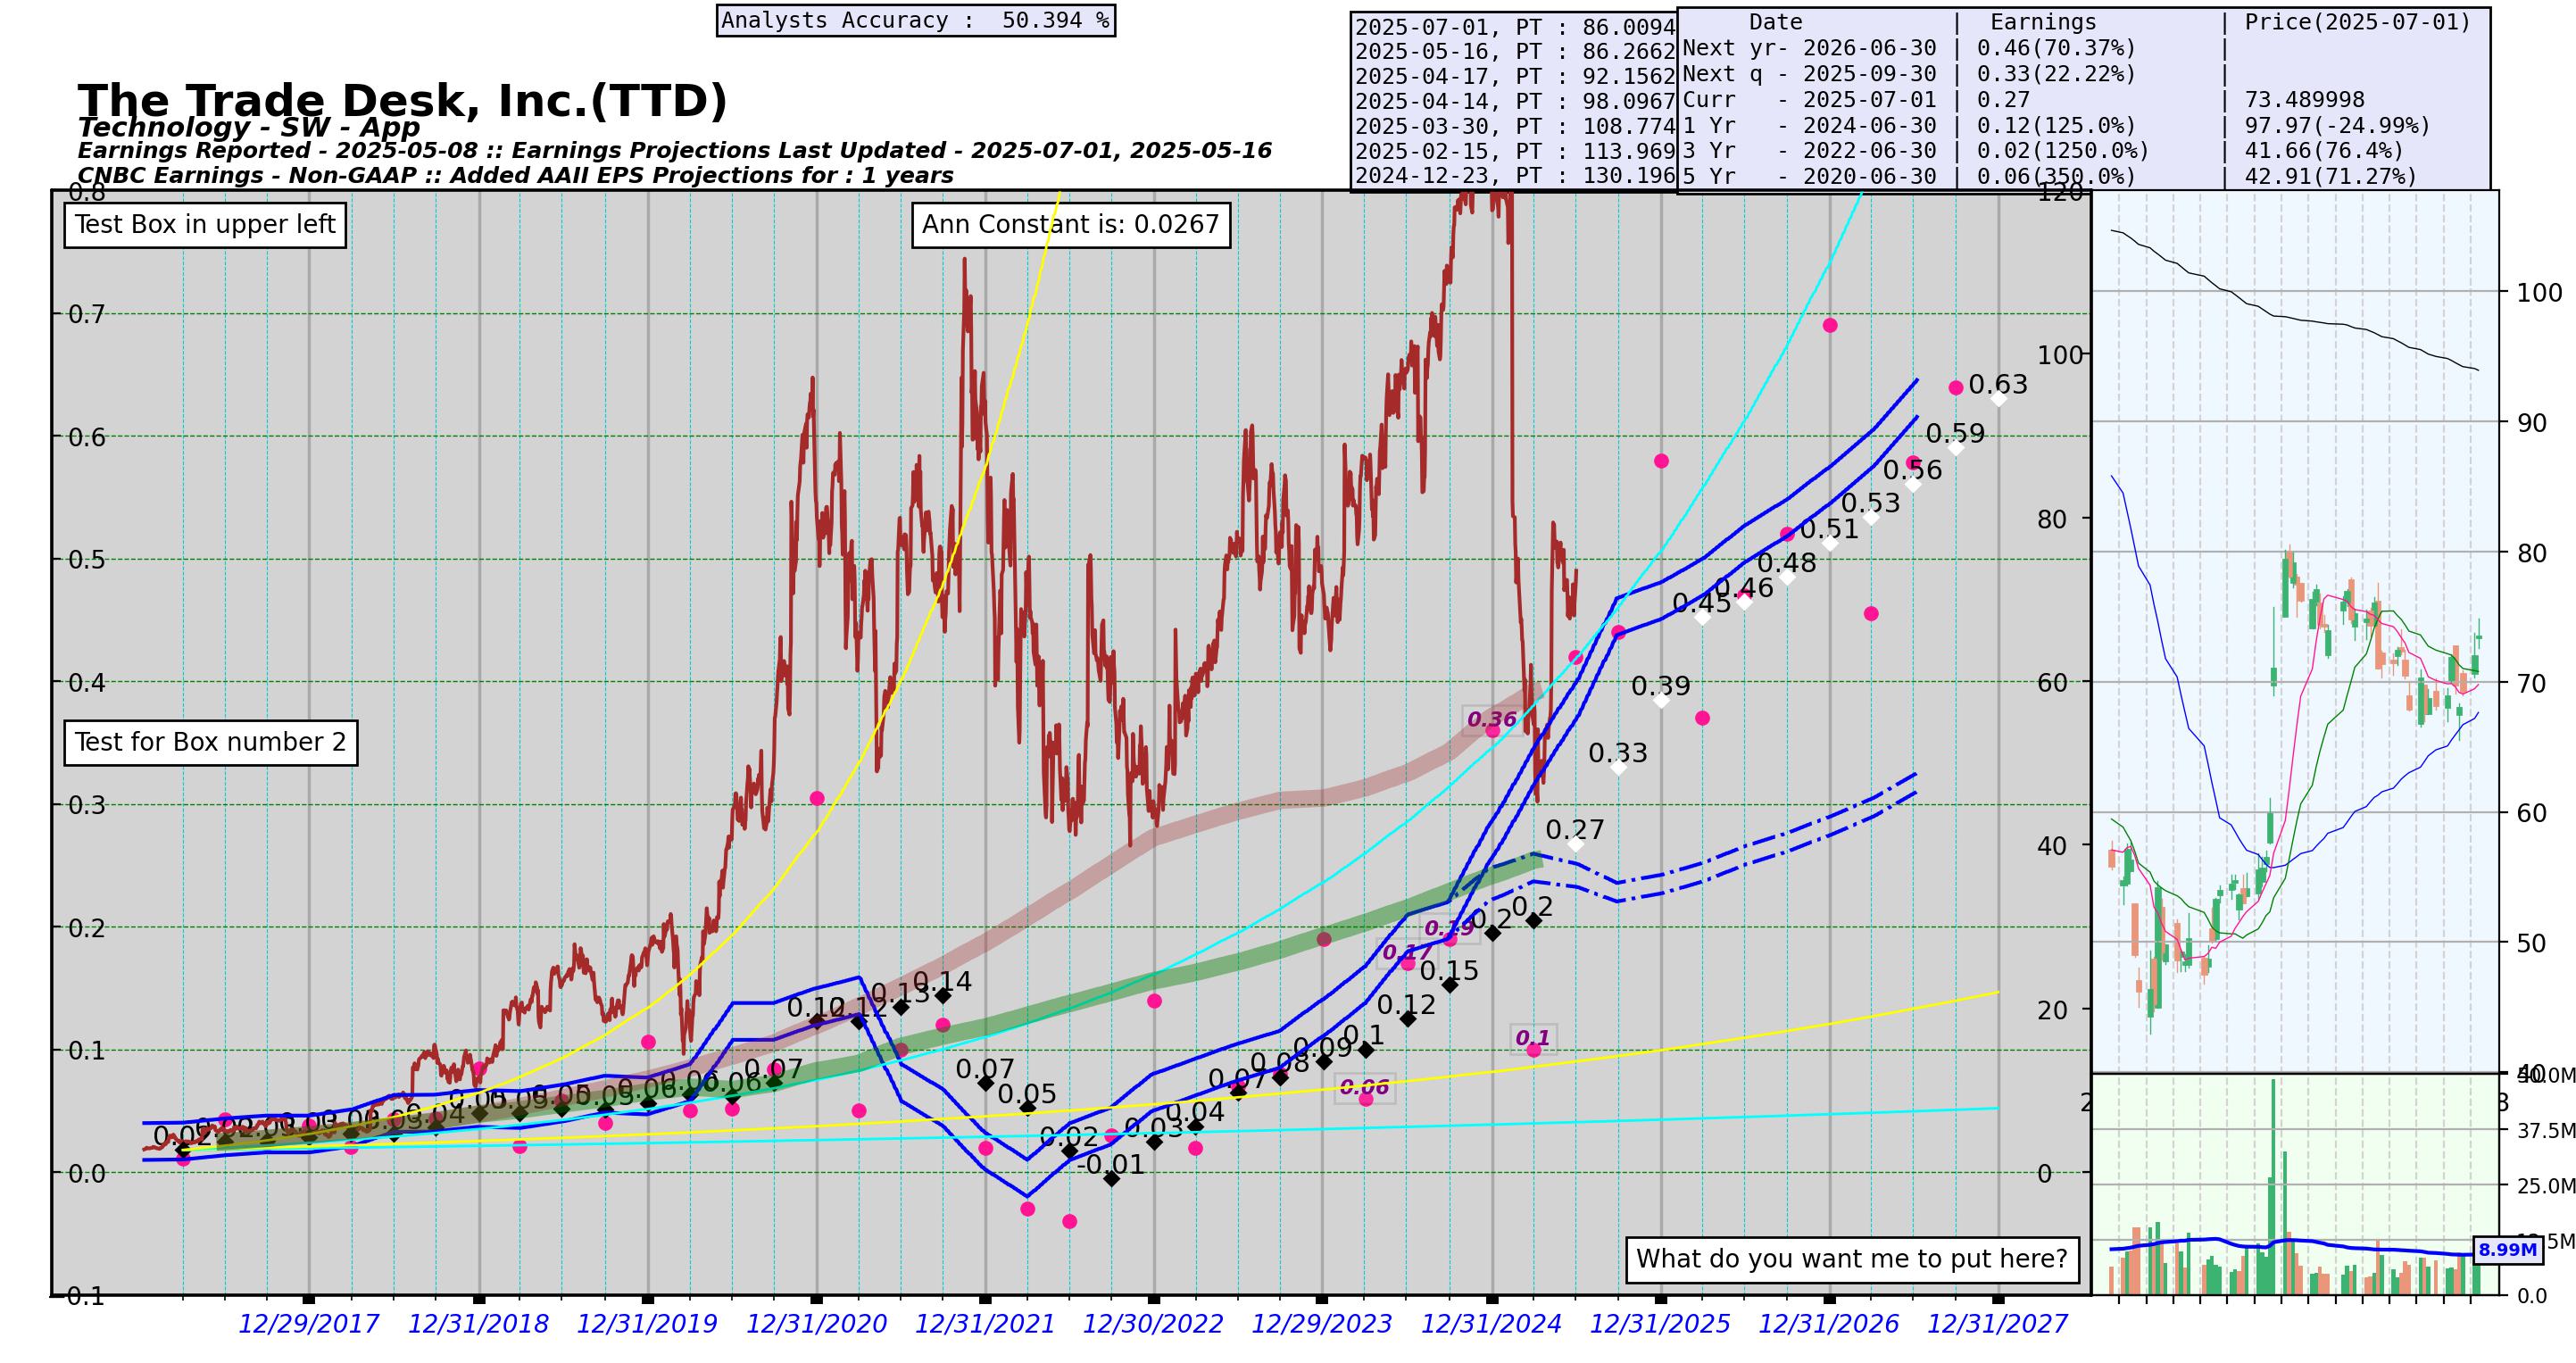 Analysts Accuracy :  50.394 %
2025-07-01, PT : 86.0094
2025-05-16, PT : 86.2662
2025-04-17, PT : 92.1562
2025-04-14, PT : 98.0967
2025-03-30, PT : 108.774
2025-02-15, PT : 113.969
2024-12-23, PT : 130.196
Date | Earnings | Price(2025-07-01)
Next yr- 2026-06-30 | 0.46(70.37%) |
Next q - 2025-09-30 | 0.33(22.22%) |
Curr - 2025-07-01 | 0.27 | 73.489998
1 Yr - 2024-06-30 | 0.12(125.0%) | 97.97(-24.99%)
3 Yr - 2022-06-30 | 0.02(1250.0%) | 41.66(76.4%)
5 Yr - 2020-06-30 | 0.06(350.0%) | 42.91(71.27%)
The Trade Desk, Inc.(TTD)
Technology - SW - App
Earnings Reported - 2025-05-08 :: Earnings Projections Last Updated - 2025-07-01, 2025-05-16
CNBC Earnings - Non-GAAP :: Added AAII EPS Projections for : 1 years
Test Box in upper left
Ann Constant is: 0.0267
Test for Box number 2
What do you want me to put here?
0.8
0.7
0.6
0.5
0.4
0.3
0.2
0.1
0.0
-0.1
0.02
0.07
0.12
0.13
0.14
0.07
0.05
0.02
-0.01
0.03
0.04
0.07
0.08
0.09
0.1
0.12
0.15
0.2
0.2
0.27
0.33
0.39
0.45
0.46
0.48
0.51
0.53
0.56
0.59
0.63
0.06
0.17
0.19
0.36
0.1
120
100
80
60
40
20
0
100
90
80
70
60
50
40
50.0M
37.5M
25.0M
0.0
8.99M
12/29/2017
12/31/2018
12/31/2019
12/31/2020
12/31/2021
12/30/2022
12/29/2023
12/31/2024
12/31/2025
12/31/2026
12/31/2027